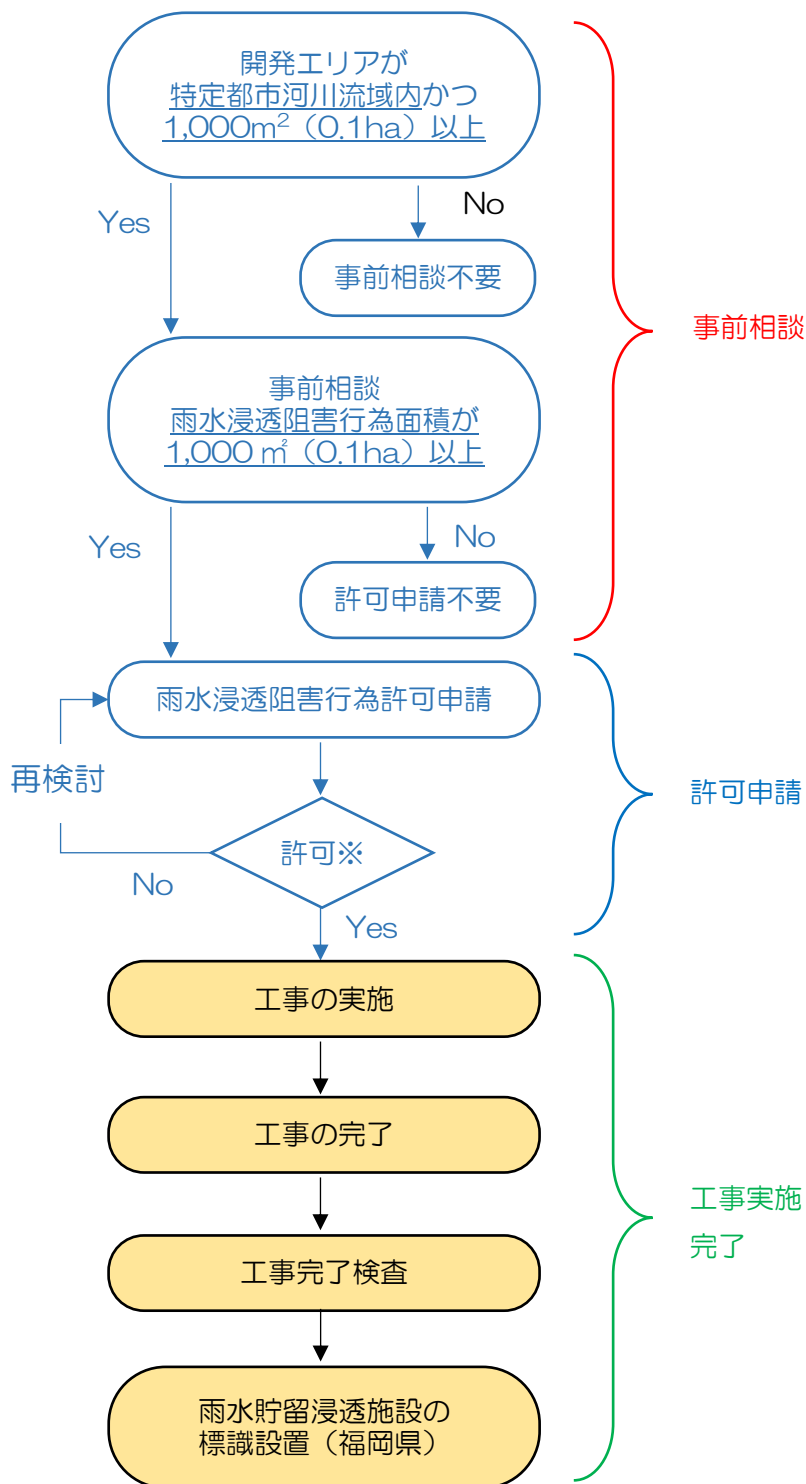 開発エリアが
特定都市河川流域内かつ
1,000m²（0.1ha）以上
Yes
No
事前相談不要
事前相談
事前相談
雨水浸透阻害行為面積が
1,000 ㎡（0.1ha）以上
Yes
No
許可申請不要
雨水浸透阻害行為許可申請
再検討
許可申請
許可※
No
Yes
工事の実施
工事の完了
工事実施
完了
工事完了検査
雨水貯留浸透施設の
標識設置（福岡県）